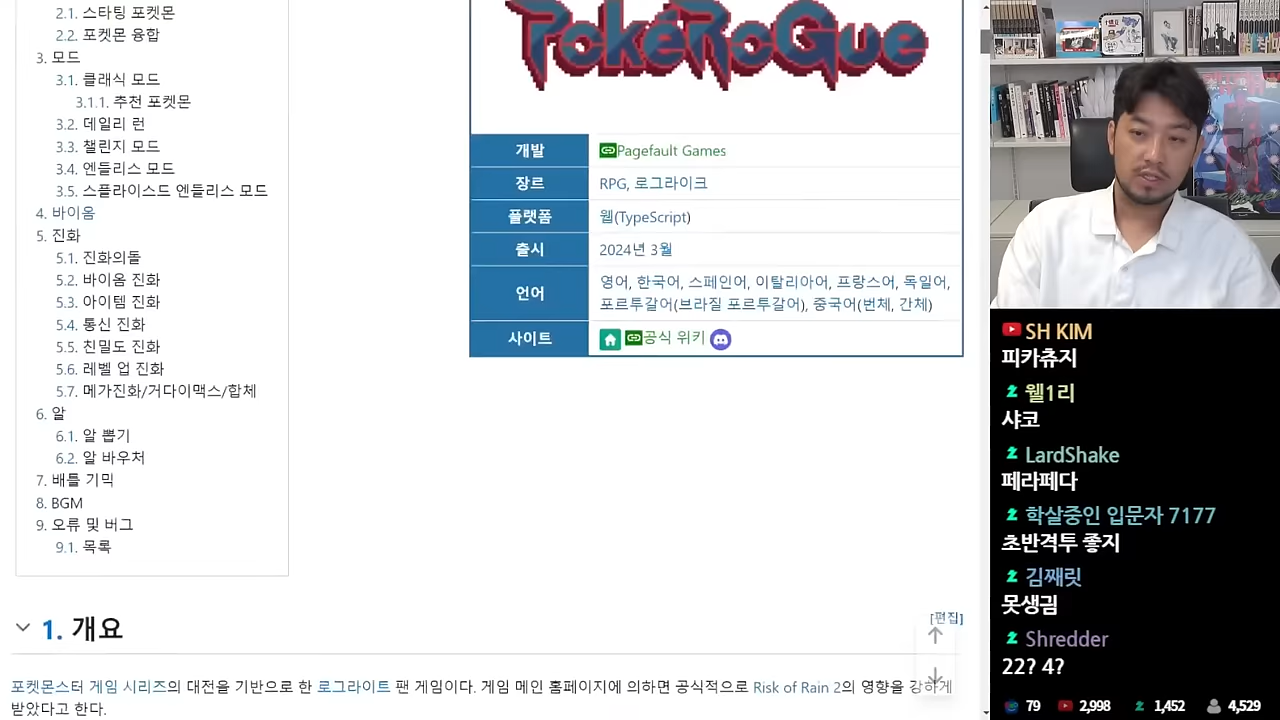 2.1. 스타팅 포켓몬
2.2. 포켓몬 융합
3. 모드
3.1. 클래식 모드
3.1.1. 추천 포켓몬
3.2. 데일리 런
3.3. 챌린지 모드
3.4. 엔들리스 모드
3.5. 스플라이스드 엔들리스 모드
4. 바이옴
5. 진화
5.1. 진화의돌
5.2. 바이옴 진화
5.3. 아이템 진화
5.4. 통신 진화
5.5. 친밀도 진화
5.6. 레벨 업 진화
5.7. 메가진화/거다이맥스/합체
6. 알
6.1. 알 뽑기
6.2. 알 바우처
7. 배틀 기믹
8. BGM
9. 오류 및 버그
9.1. 목록
PokéRogue
개발 Pagefault Games
장르 RPG, 로그라이크
플랫폼 웹(TypeScript)
출시 2024년 3월
언어 영어, 한국어, 스페인어, 이탈리아어, 프랑스어, 독일어,
포르투갈어(브라질 포르투갈어), 중국어(번체, 간체)
사이트 공식 위키
1. 개요
[편집]
포켓몬스터 게임 시리즈의 대전을 기반으로 한 로그라이트 팬 게임이다. 게임 메인 홈페이지에 의하면 공식적으로 Risk of Rain 2의 영향을 강하게
받았다고 한다.
SH KIM
피카츄지
웰1리
샤코
LardShake
페라페다
학살중인 입문자 7177
초반격투 좋지
김째릿
못생김
Shredder
22? 4?
79 2,998 1,452 4,529